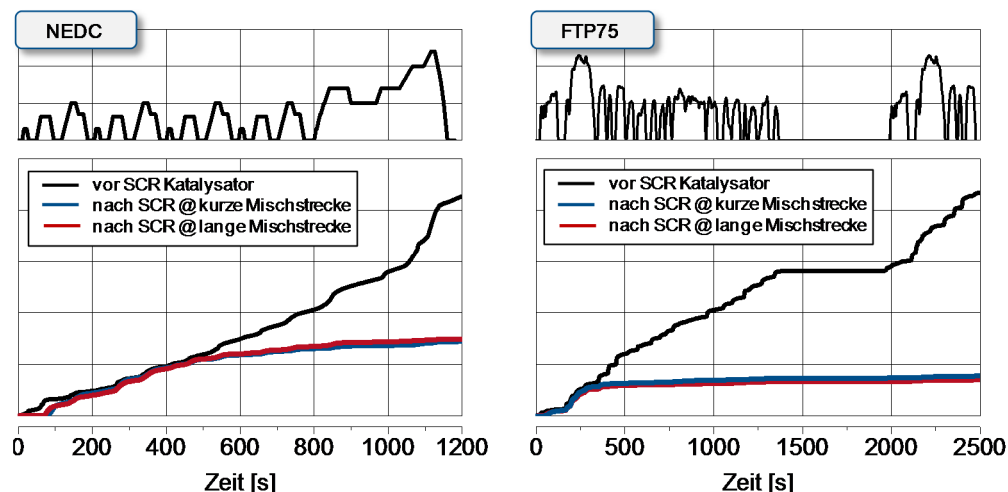 NEDC
FTP75
vor SCR Katalysator
nach SCR @ kurze Mischstrecke
nach SCR @ lange Mischstrecke
vor SCR Katalysator
nach SCR @ kurze Mischstrecke
nach SCR @ lange Mischstrecke
0 200 400 600 800 1000 1200
0 500 1000 1500 2000 2500
Zeit [s]
Zeit [s]